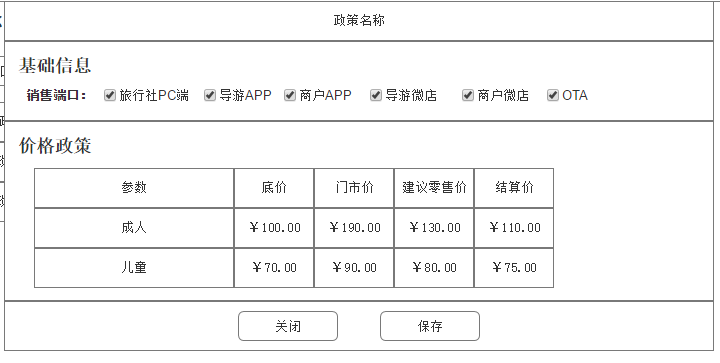 政策名称
基础信息
销售端口： 旅行社PC端 导游APP 商户APP 导游微店 商户微店 OTA
价格政策
参数 底价 门市价 建议零售价 结算价
成人 ￥100.00 ￥190.00 ￥130.00 ￥110.00
儿童 ￥70.00 ￥90.00 ￥80.00 ￥75.00
关闭 保存